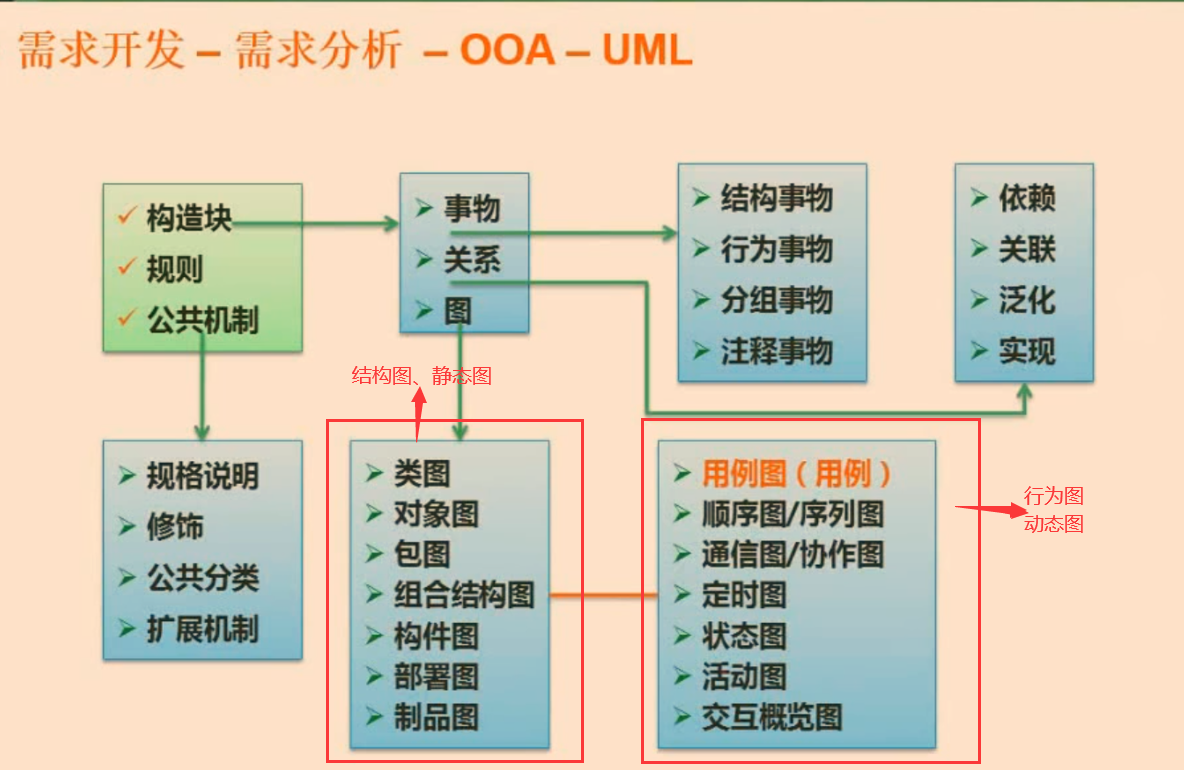 需求开发 – 需求分析 – OOA – UML
构造块
规则
公共机制
事物
关系
图
结构事物
行为事物
分组事物
注释事物
依赖
关联
泛化
实现
结构图、静态图
规格说明
修饰
公共分类
扩展机制
类图
对象图
包图
组合结构图
构件图
部署图
制品图
用例图（用例）
顺序图/序列图
通信图/协作图
定时图
状态图
活动图
交互概览图
行为图
动态图